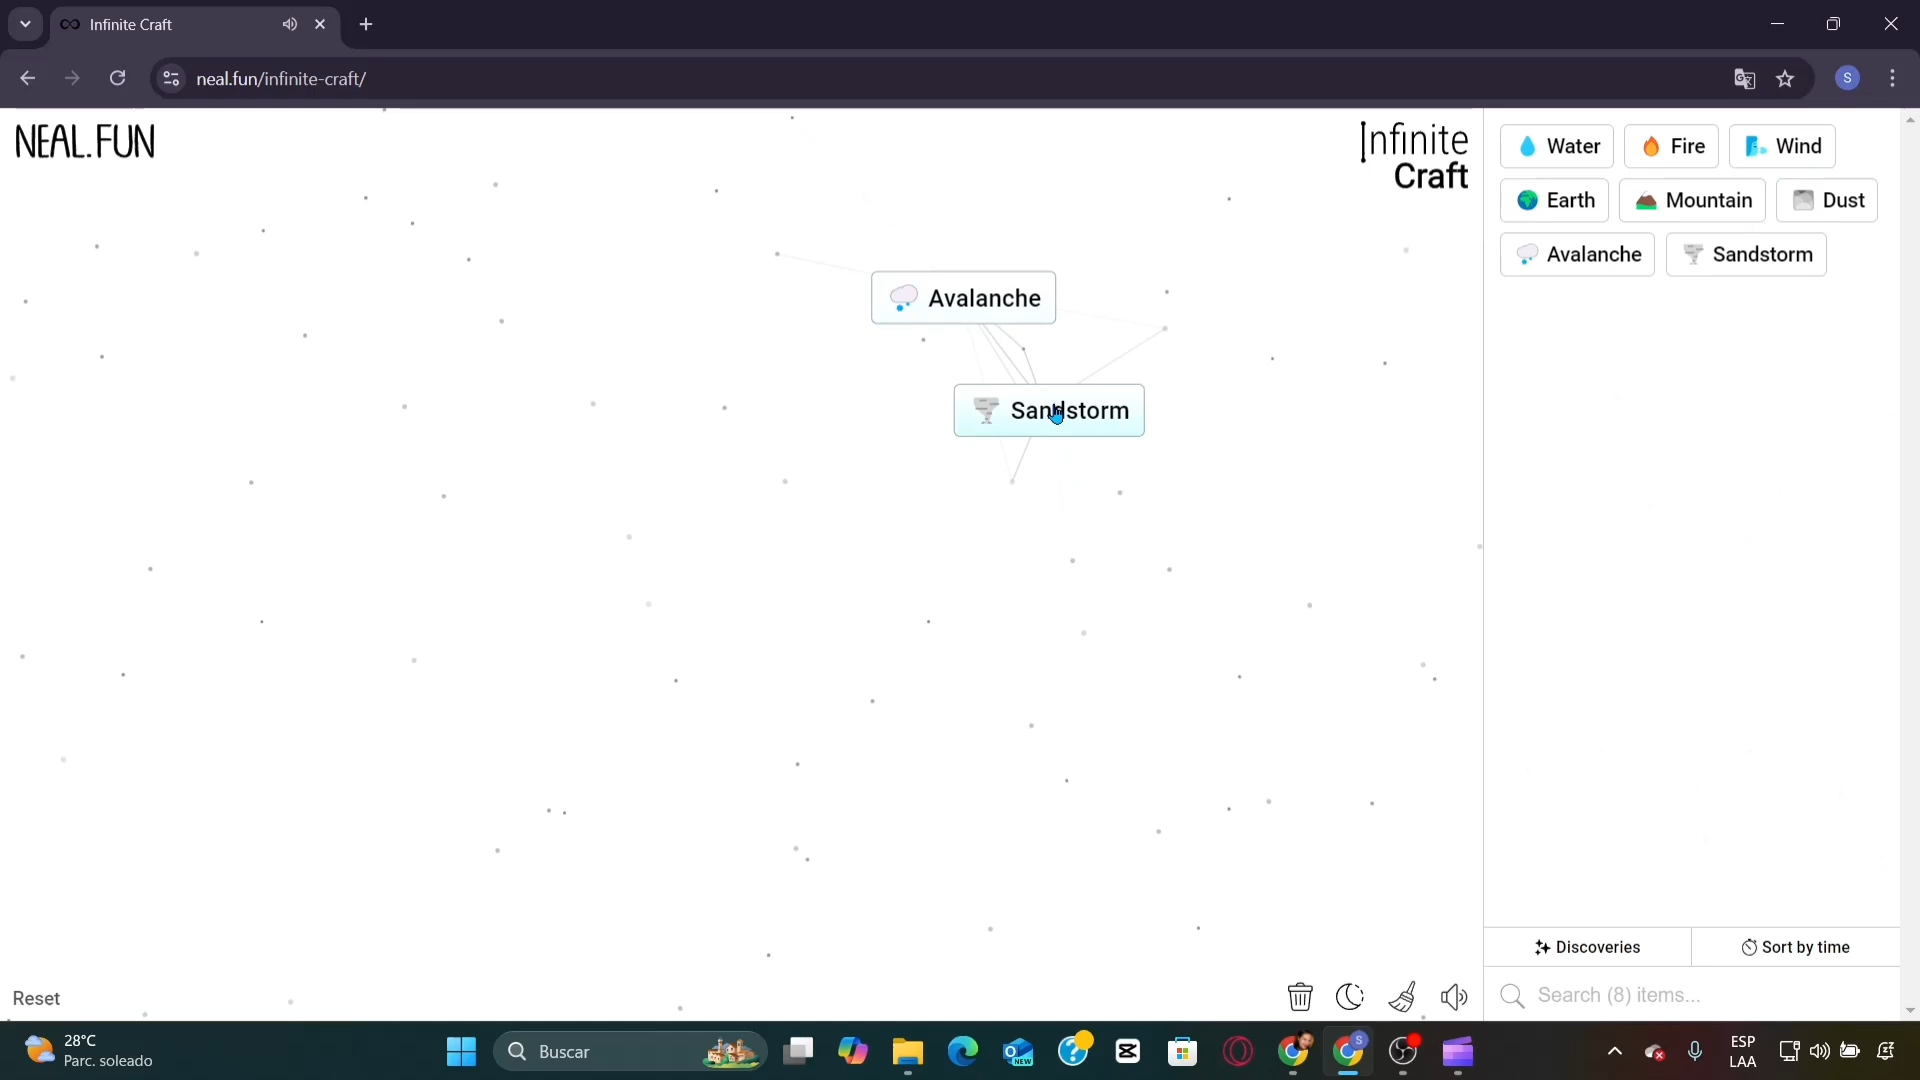 Infinite Craft
neal.fun/infinite-craft/
S
NEAL.FUN
Infinite
Craft
Water
Fire
Wind
Earth
Mountain
Dust
Avalanche
Sandstorm
Avalanche
Sandstorm
Discoveries
Sort by time
Reset
Search (8) items...
28°C
Parc. soleado
Buscar
NEW
S
ESP
LAA